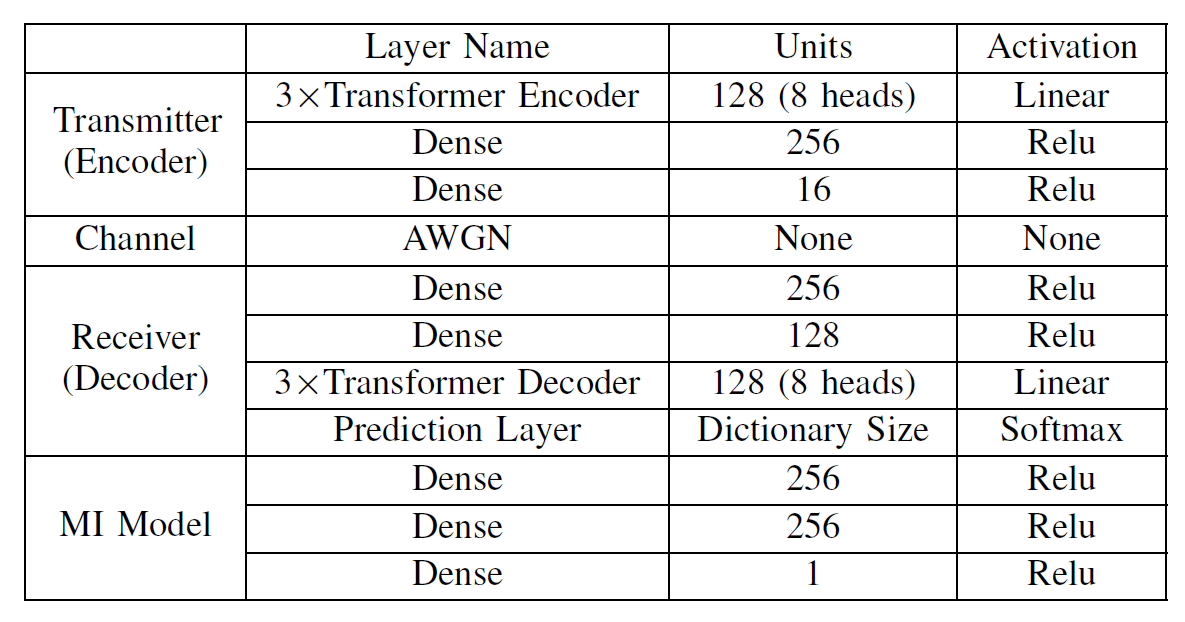 Layer Name Units Activation
Transmitter (Encoder) 3×Transformer Encoder 128 (8 heads) Linear
Dense 256 Relu
Dense 16 Relu
Channel AWGN None None
Receiver (Decoder) Dense 256 Relu
Dense 128 Relu
3×Transformer Decoder 128 (8 heads) Linear
Prediction Layer Dictionary Size Softmax
MI Model Dense 256 Relu
Dense 256 Relu
Dense 1 Relu